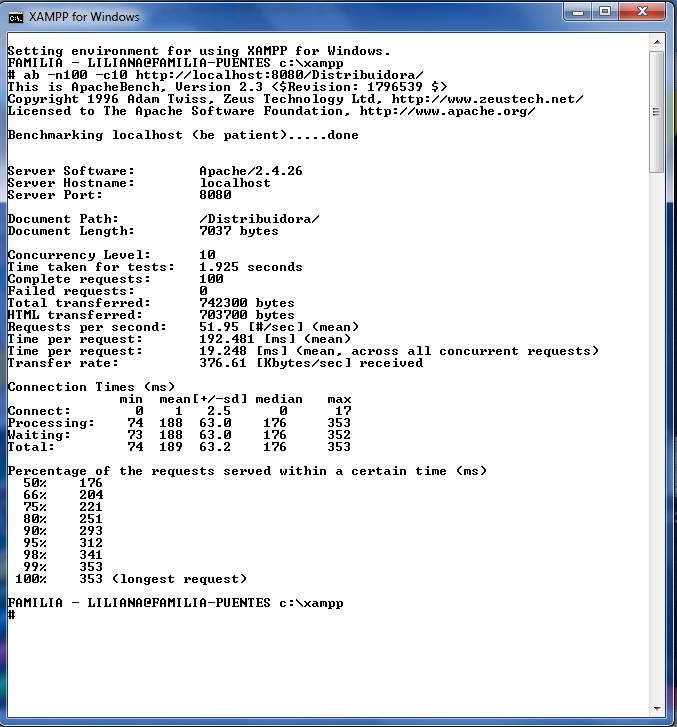 XAMPP for Windows
Setting environment for using XAMPP for Windows.
FAMILIA - LILIANA@FAMILIA-PUENTES c:\xampp
# ab -n100 -c10 http://localhost:8080/Distribuidora/
This is ApacheBench, Version 2.3 <$Revision: 1796539 $>
Copyright 1996 Adam Twiss, Zeus Technology Ltd, http://www.zeustech.net/
Licensed to The Apache Software Foundation, http://www.apache.org/

Benchmarking localhost (be patient).....done


Server Software:        Apache/2.4.26
Server Hostname:        localhost
Server Port:            8080

Document Path:          /Distribuidora/
Document Length:        7037 bytes

Concurrency Level:      10
Time taken for tests:   1.925 seconds
Complete requests:      100
Failed requests:        0
Total transferred:      742300 bytes
HTML transferred:       703700 bytes
Requests per second:    51.95 [#/sec] (mean)
Time per request:       192.481 [ms] (mean)
Time per request:       19.248 [ms] (mean, across all concurrent requests)
Transfer rate:          376.61 [Kbytes/sec] received

Connection Times (ms)
              min  mean[+/-sd] median   max
Connect:        0    1   2.5      0      17
Processing:    74  188  63.0    176     353
Waiting:       73  188  63.0    176     352
Total:         74  189  63.2    176     353

Percentage of the requests served within a certain time (ms)
  50%    176
  66%    204
  75%    221
  80%    251
  90%    293
  95%    312
  98%    341
  99%    353
 100%    353 (longest request)

FAMILIA - LILIANA@FAMILIA-PUENTES c:\xampp
#